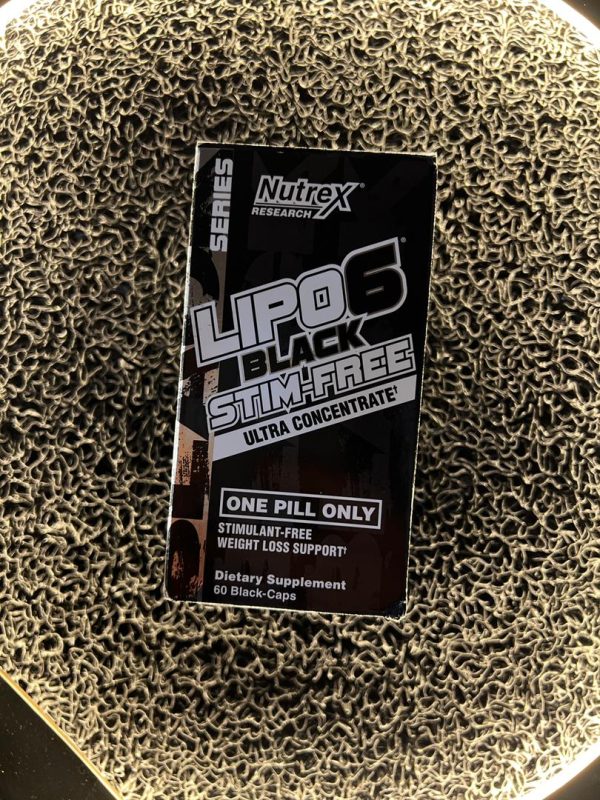 SERIES
Nutrex®
RESEARCH
LIPO6®
BLACK
STIM-FREE
ULTRA CONCENTRATE†
ONE PILL ONLY
STIMULANT-FREE
WEIGHT LOSS SUPPORT†
Dietary Supplement
60 Black-Caps